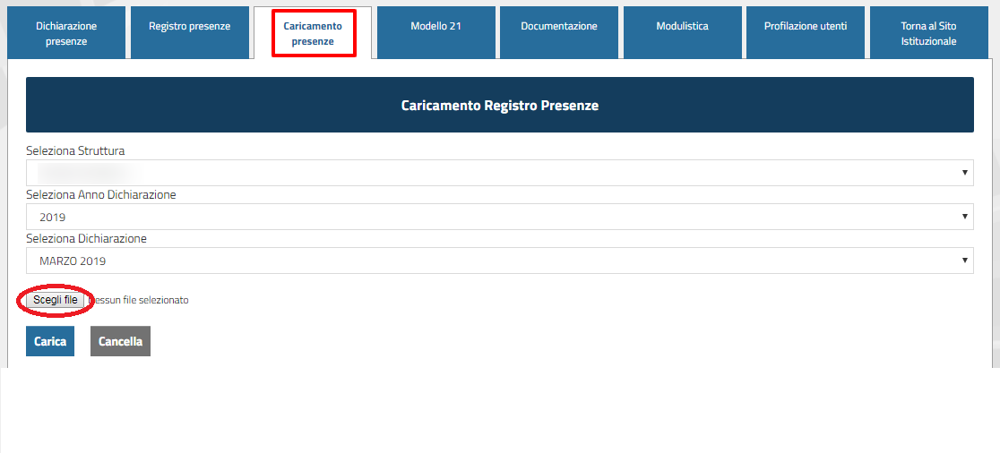 Dichiarazione
presenze
Registro presenze
Caricamento
presenze
Modello 21
Documentazione
Modulistica
Profilazione utenti
Torna al Sito
Istituzionale
Caricamento Registro Presenze
Seleziona Struttura
Seleziona Anno Dichiarazione
2019
Seleziona Dichiarazione
MARZO 2019
Scegli file Nessun file selezionato
Carica Cancella